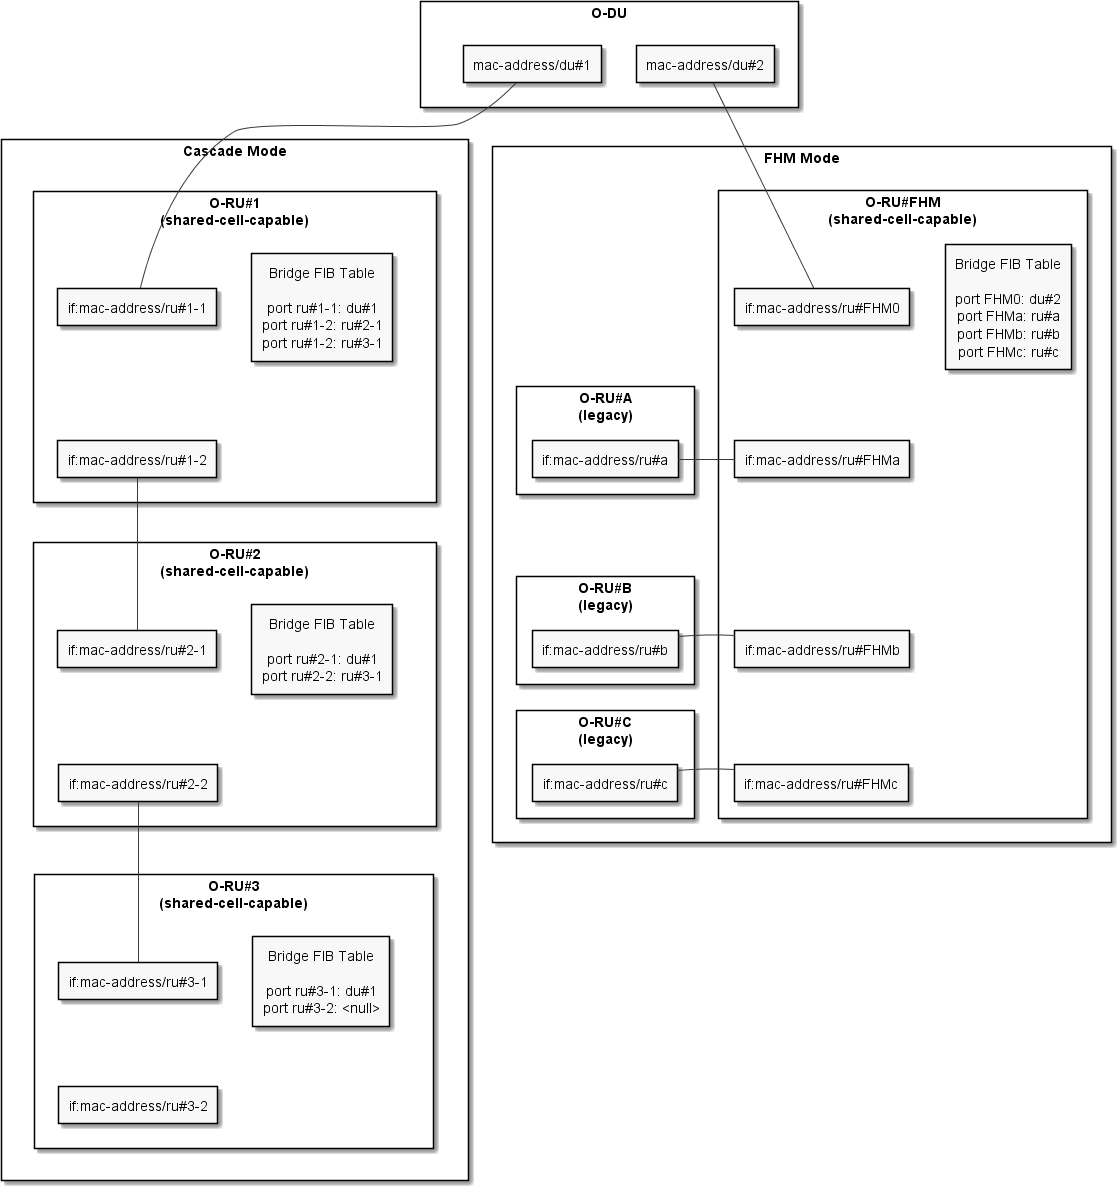 O-DU
mac-address/du#1
mac-address/du#2
Cascade Mode
O-RU#1
(shared-cell-capable)
Bridge FIB Table
port ru#1-1: du#1
port ru#1-2: ru#2-1
port ru#1-2: ru#3-1
if:mac-address/ru#1-1
if:mac-address/ru#1-2
O-RU#2
(shared-cell-capable)
Bridge FIB Table
port ru#2-1: du#1
port ru#2-2: ru#3-1
if:mac-address/ru#2-1
if:mac-address/ru#2-2
O-RU#3
(shared-cell-capable)
Bridge FIB Table
port ru#3-1: du#1
port ru#3-2: <null>
if:mac-address/ru#3-1
if:mac-address/ru#3-2
FHM Mode
O-RU#FHM
(shared-cell-capable)
Bridge FIB Table
port FHM0: du#2
port FHMa: ru#a
port FHMb: ru#b
port FHMc: ru#c
if:mac-address/ru#FHM0
O-RU#A
(legacy)
if:mac-address/ru#a
if:mac-address/ru#FHMa
O-RU#B
(legacy)
if:mac-address/ru#b
if:mac-address/ru#FHMb
O-RU#C
(legacy)
if:mac-address/ru#c
if:mac-address/ru#FHMc